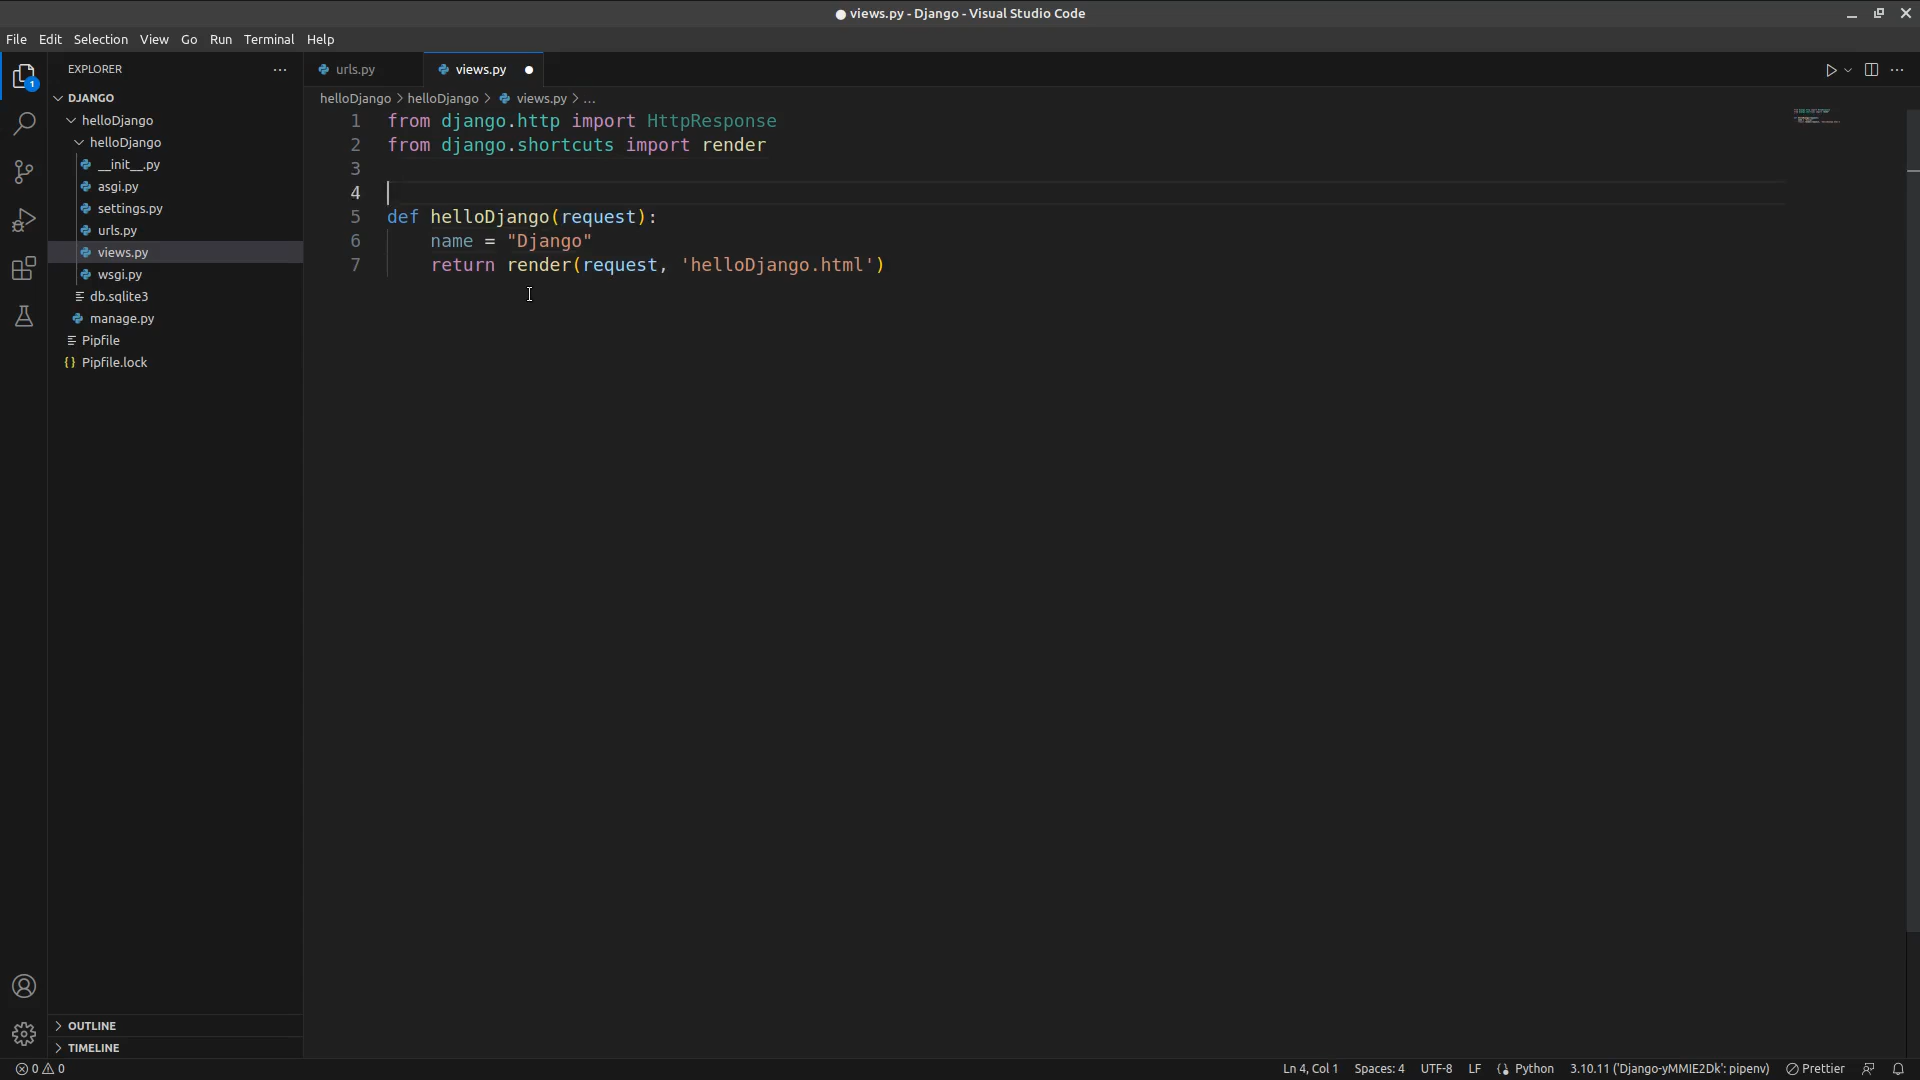 views.py - Django - Visual Studio Code
File Edit Selection View Go Run Terminal Help
EXPLORER
DJANGO
helloDjango
helloDjango
__init__.py
asgi.py
settings.py
urls.py
views.py
wsgi.py
db.sqlite3
manage.py
Pipfile
Pipfile.lock
OUTLINE
TIMELINE
1
urls.py views.py
helloDjango > helloDjango > views.py > ...
1 from django.http import HttpResponse
2 from django.shortcuts import render
3
4
5 def helloDjango(request):
6 name = "Django"
7 return render(request, 'helloDjango.html')
0 0 Ln 4, Col 1 Spaces: 4 UTF-8 LF Python 3.10.11 ('Django-yMMIE2Dk': pipenv) Prettier